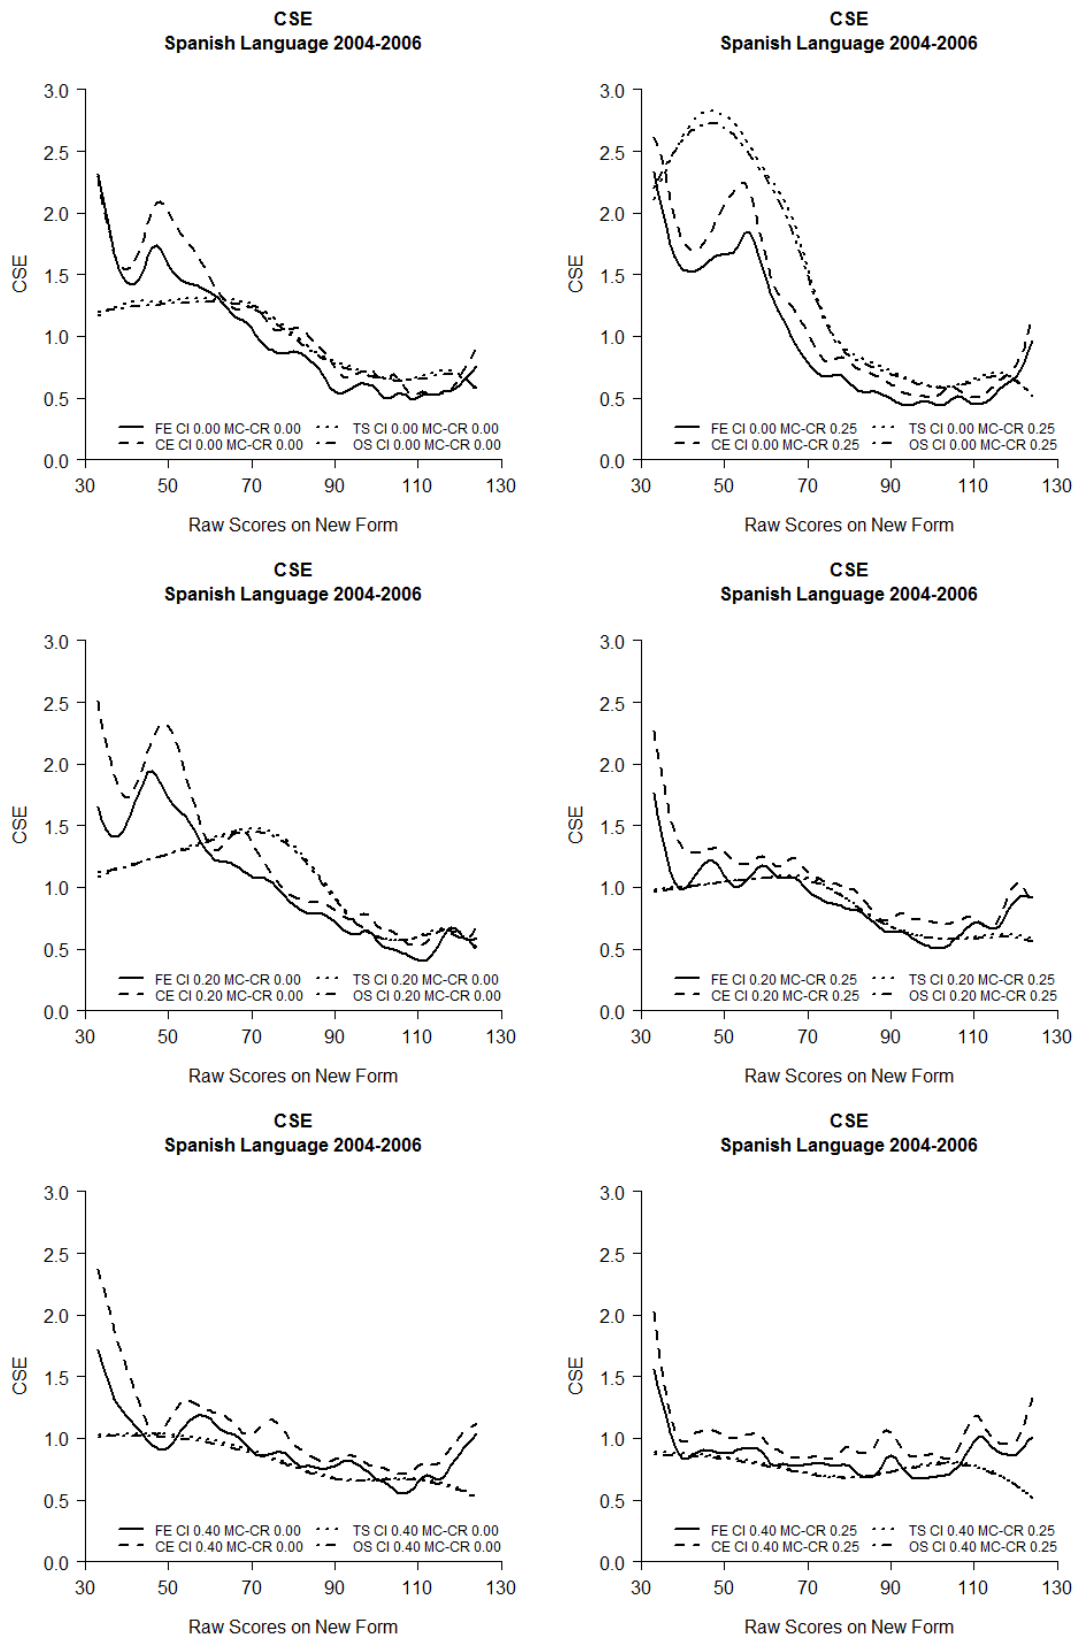 CSE
Spanish Language 2004-2006
3.0
2.5
2.0
1.5
1.0
0.5
0.0
CSE
FE CI 0.00 MC-CR 0.00 TS CI 0.00 MC-CR 0.00
CE CI 0.00 MC-CR 0.00 OS CI 0.00 MC-CR 0.00
30 50 70 90 110 130
Raw Scores on New Form
CSE
Spanish Language 2004-2006
3.0
2.5
2.0
1.5
1.0
0.5
0.0
CSE
FE CI 0.00 MC-CR 0.25 TS CI 0.00 MC-CR 0.25
CE CI 0.00 MC-CR 0.25 OS CI 0.00 MC-CR 0.25
30 50 70 90 110 130
Raw Scores on New Form
CSE
Spanish Language 2004-2006
3.0
2.5
2.0
1.5
1.0
0.5
0.0
CSE
FE CI 0.20 MC-CR 0.00 TS CI 0.20 MC-CR 0.00
CE CI 0.20 MC-CR 0.00 OS CI 0.20 MC-CR 0.00
30 50 70 90 110 130
Raw Scores on New Form
CSE
Spanish Language 2004-2006
3.0
2.5
2.0
1.5
1.0
0.5
0.0
CSE
FE CI 0.20 MC-CR 0.25 TS CI 0.20 MC-CR 0.25
CE CI 0.20 MC-CR 0.25 OS CI 0.20 MC-CR 0.25
30 50 70 90 110 130
Raw Scores on New Form
CSE
Spanish Language 2004-2006
3.0
2.5
2.0
1.5
1.0
0.5
0.0
CSE
FE CI 0.40 MC-CR 0.00 TS CI 0.40 MC-CR 0.00
CE CI 0.40 MC-CR 0.00 OS CI 0.40 MC-CR 0.00
30 50 70 90 110 130
Raw Scores on New Form
CSE
Spanish Language 2004-2006
3.0
2.5
2.0
1.5
1.0
0.5
0.0
CSE
FE CI 0.40 MC-CR 0.25 TS CI 0.40 MC-CR 0.25
CE CI 0.40 MC-CR 0.25 OS CI 0.40 MC-CR 0.25
30 50 70 90 110 130
Raw Scores on New Form